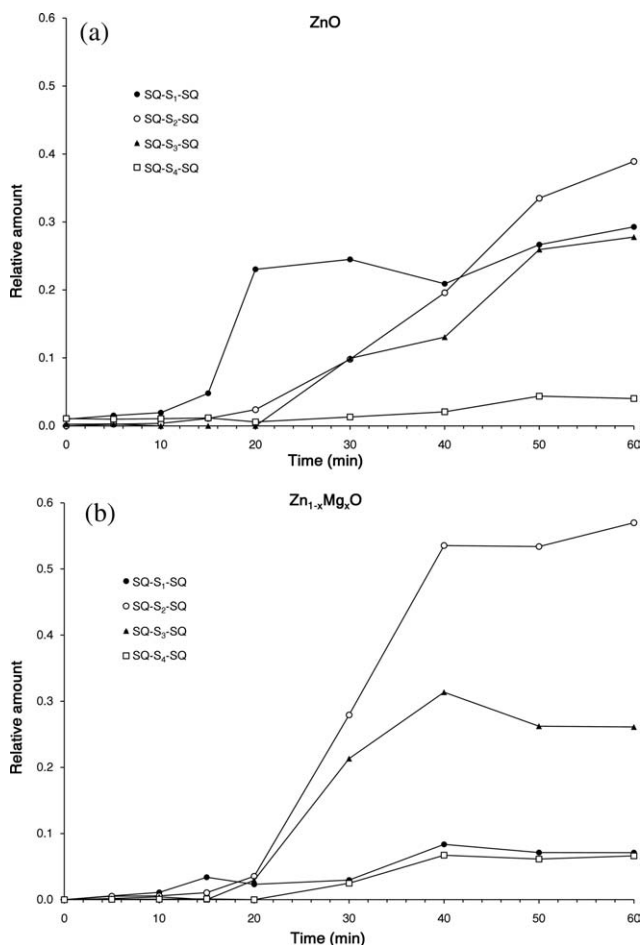 (a)
ZnO
0.6
0.5
0.4
0.3
0.2
0.1
0.0
Relative amount
SQ-S₁-SQ
SQ-S₂-SQ
SQ-S₃-SQ
SQ-S₄-SQ
0 10 20 30 40 50 60
Time (min)
(b)
Zn₁₋ₓMgₓO
0.6
0.5
0.4
0.3
0.2
0.1
0.0
Relative amount
SQ-S₁-SQ
SQ-S₂-SQ
SQ-S₃-SQ
SQ-S₄-SQ
0 10 20 30 40 50 60
Time (min)